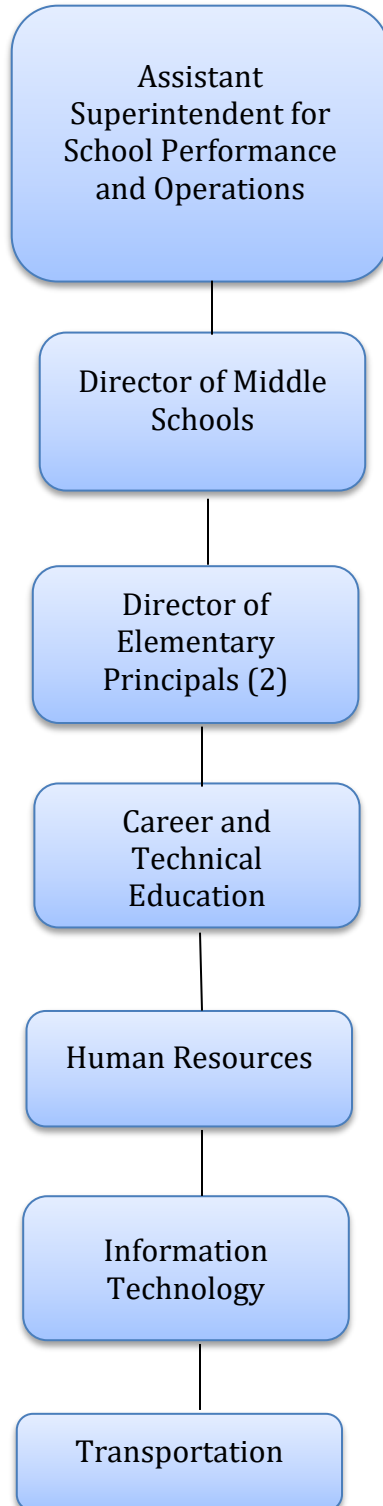 Assistant
Superintendent for
School Performance
and Operations
Director of Middle
Schools
Director of
Elementary
Principals (2)
Career and
Technical
Education
Human Resources
Information
Technology
Transportation